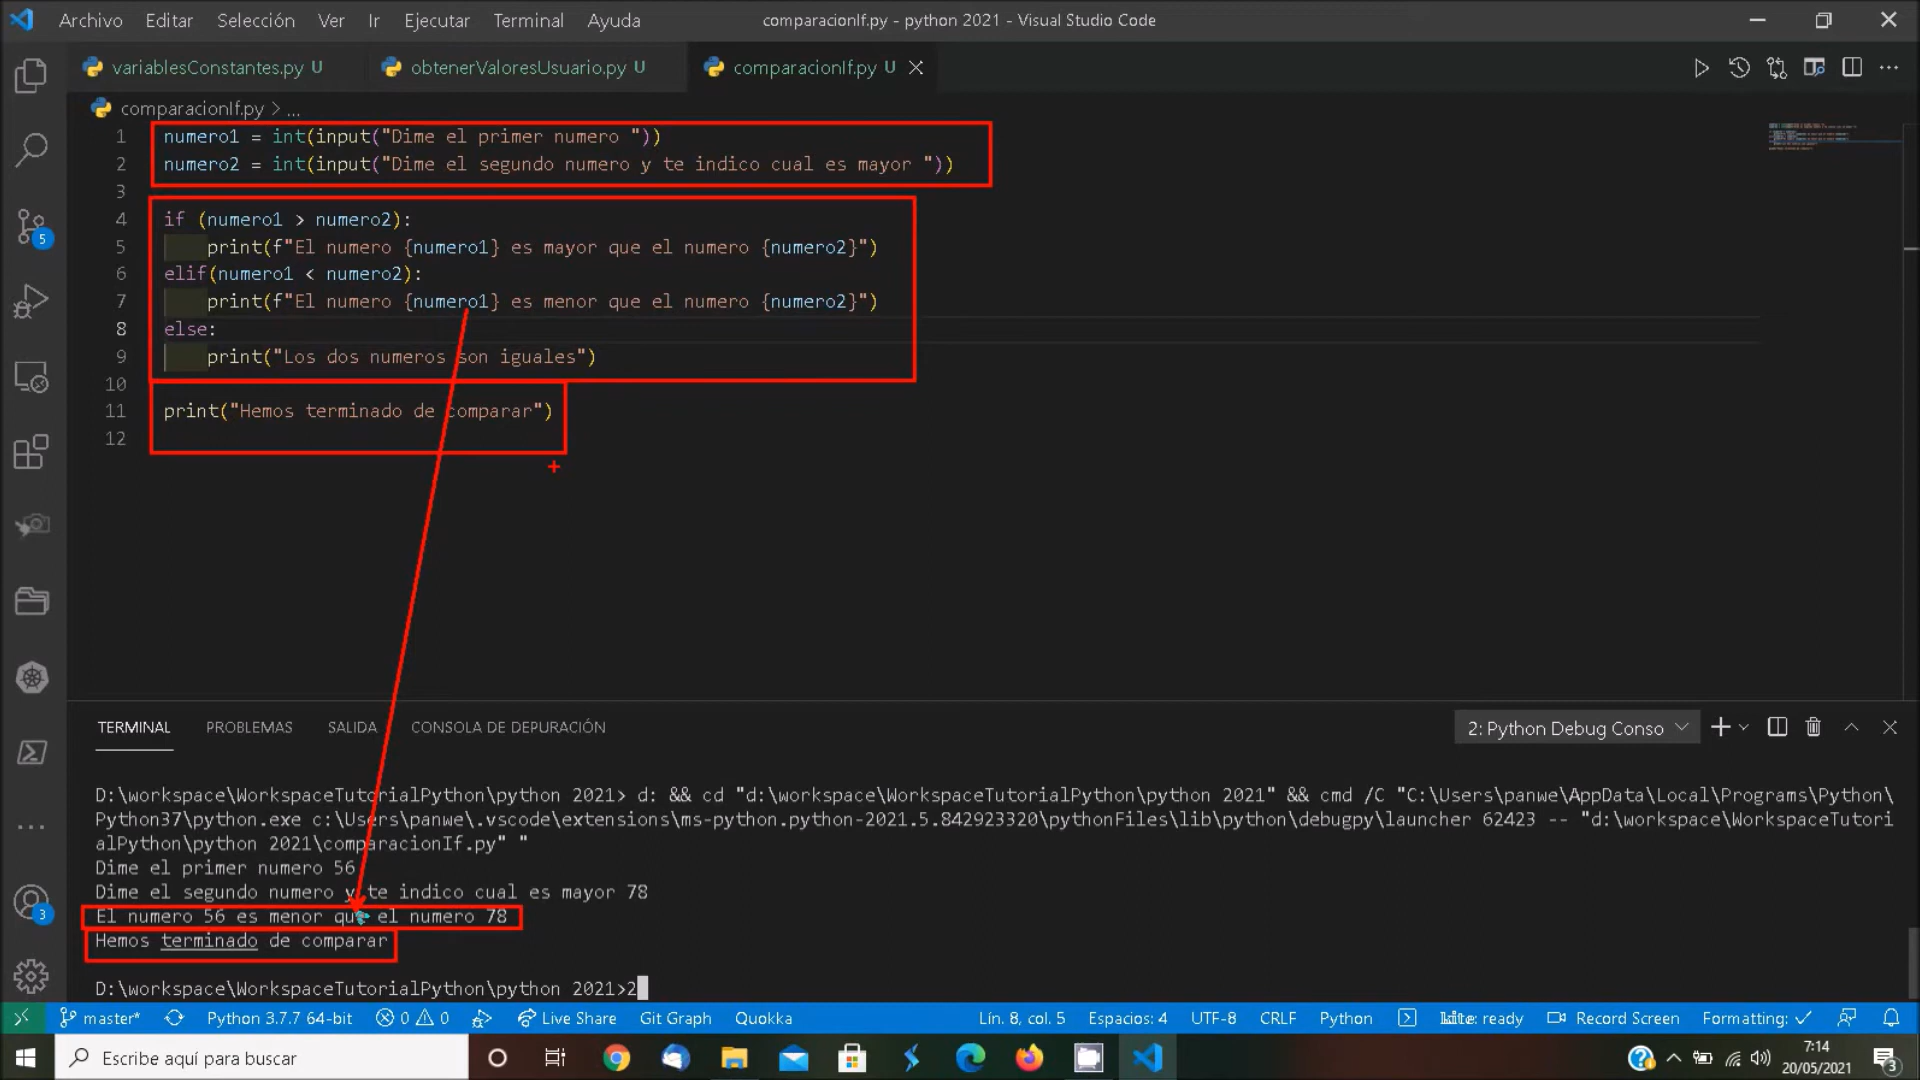 Archivo Editar Selección Ver Ir Ejecutar Terminal Ayuda comparacionIf.py - python 2021 - Visual Studio Code
variablesConstantes.py U obtenerValoresUsuario.py U comparacionIf.py U
comparacionIf.py > ...
1 numero1 = int(input("Dime el primer numero "))
2 numero2 = int(input("Dime el segundo numero y te indico cual es mayor "))
3
4 if (numero1 > numero2):
5 print(f"El numero {numero1} es mayor que el numero {numero2}")
6 elif(numero1 < numero2):
7 print(f"El numero {numero1} es menor que el numero {numero2}")
8 else:
9 print("Los dos numeros son iguales")
10
11 print("Hemos terminado de comparar")
12
5
TERMINAL PROBLEMAS SALIDA CONSOLA DE DEPURACIÓN 2: Python Debug Conso
D:\workspace\WorkspaceTutorialPython\python 2021> d: && cd "d:\workspace\WorkspaceTutorialPython\python 2021" && cmd /C "C:\Users\panwe\AppData\Local\Programs\Python\
Python37\python.exe c:\Users\panwe\.vscode\extensions\ms-python.python-2021.5.842923320\pythonFiles\lib\python\debugpy\launcher 62423 -- "d:\workspace\WorkspaceTutori
alPython\python 2021\comparacionIf.py" "
Dime el primer numero 56
Dime el segundo numero y te indico cual es mayor 78
El numero 56 es menor que el numero 78
Hemos terminado de comparar
D:\workspace\WorkspaceTutorialPython\python 2021>2
3
master* Python 3.7.7 64-bit 0 0 Live Share Git Graph Quokka Lín. 8, col. 5 Espacios: 4 UTF-8 CRLF Python kite: ready Record Screen Formatting: ✓
Escribe aquí para buscar
7:14
20/05/2021
3